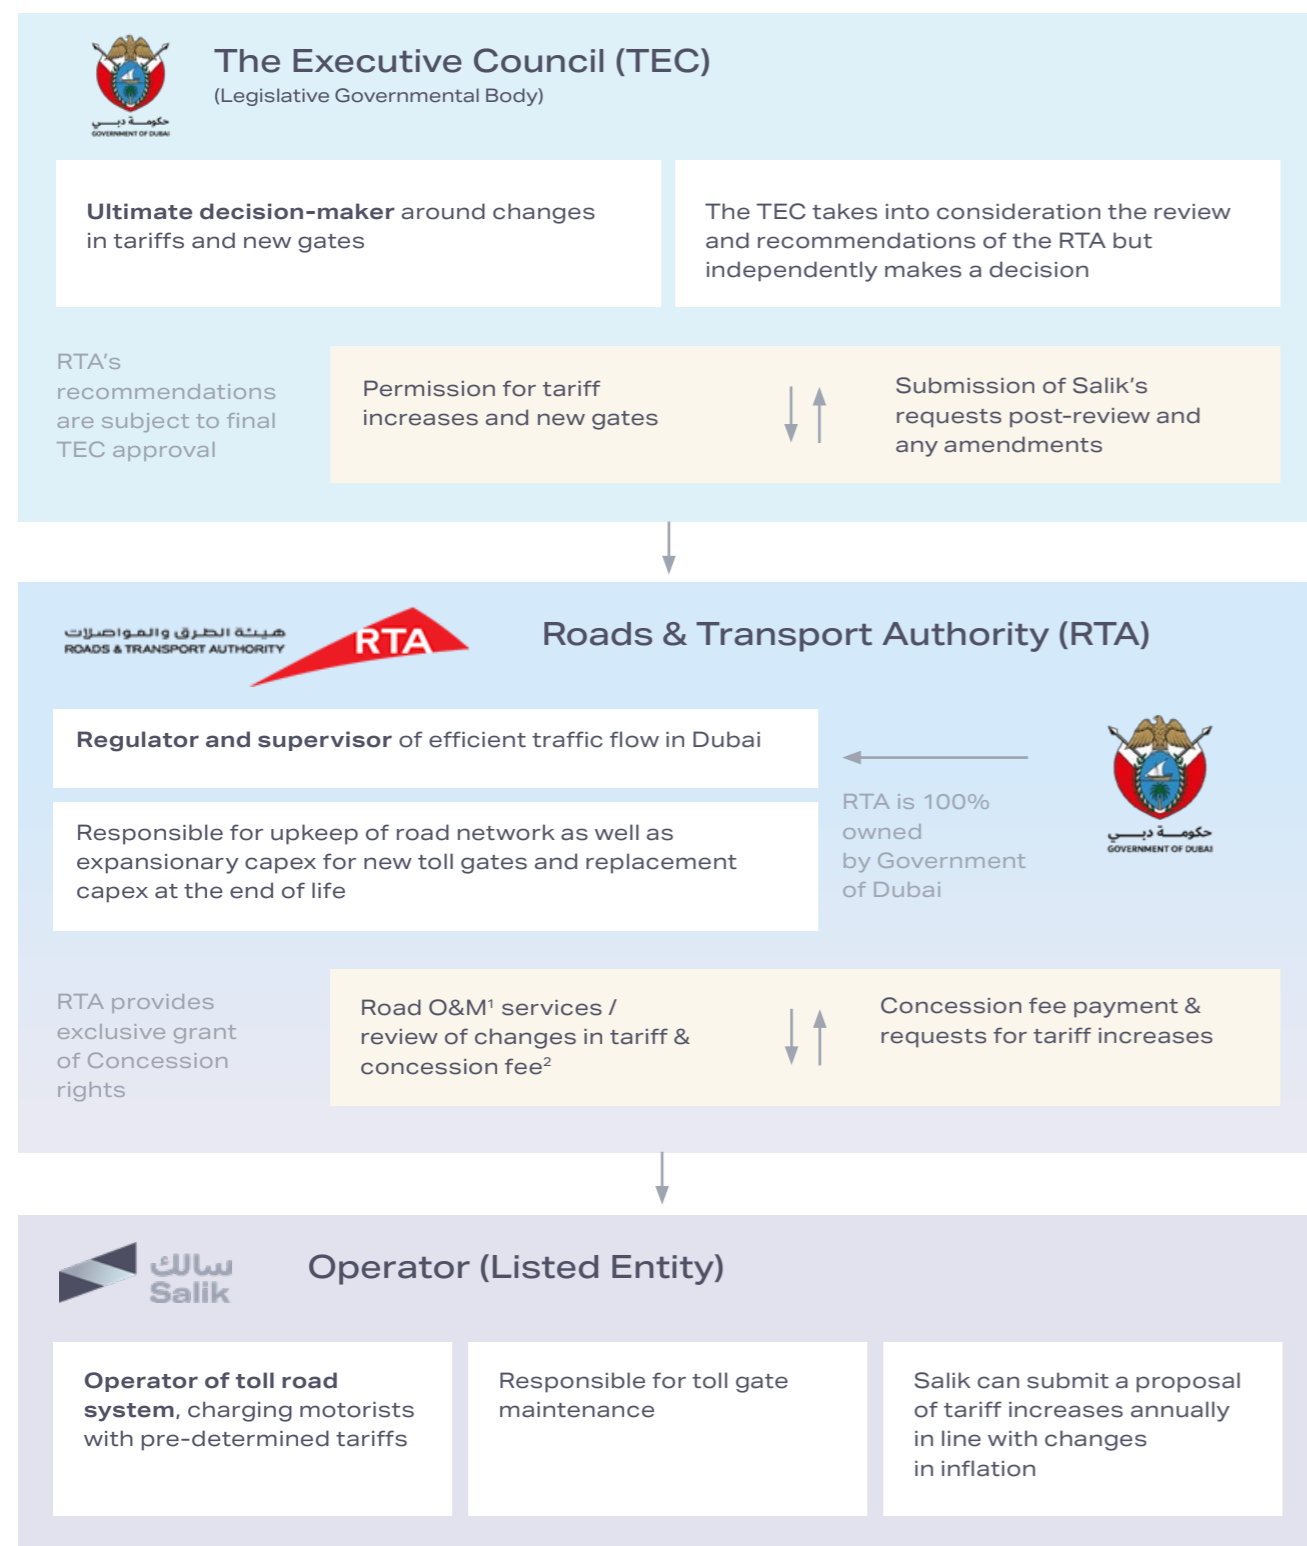 The Executive Council (TEC)
(Legislative Governmental Body)
حكومة دبي
GOVERNMENT OF DUBAI
Ultimate decision-maker around changes
in tariffs and new gates
The TEC takes into consideration the review
and recommendations of the RTA but
independently makes a decision
RTA's
recommendations
are subject to final
TEC approval
Permission for tariff
increases and new gates
Submission of Salik's
requests post-review and
any amendments
هيئة الطرق والمواصلات
ROADS & TRANSPORT AUTHORITY
RTA
Roads & Transport Authority (RTA)
Regulator and supervisor of efficient traffic flow in Dubai
Responsible for upkeep of road network as well as
expansionary capex for new toll gates and replacement
capex at the end of life
RTA is 100%
owned
by Government
of Dubai
حكومة دبي
GOVERNMENT OF DUBAI
RTA provides
exclusive grant
of Concession
rights
Road O&M¹ services /
review of changes in tariff &
concession fee²
Concession fee payment &
requests for tariff increases
سالك
Salik
Operator (Listed Entity)
Operator of toll road
system, charging motorists
with pre-determined tariffs
Responsible for toll gate
maintenance
Salik can submit a proposal
of tariff increases annually
in line with changes
in inflation